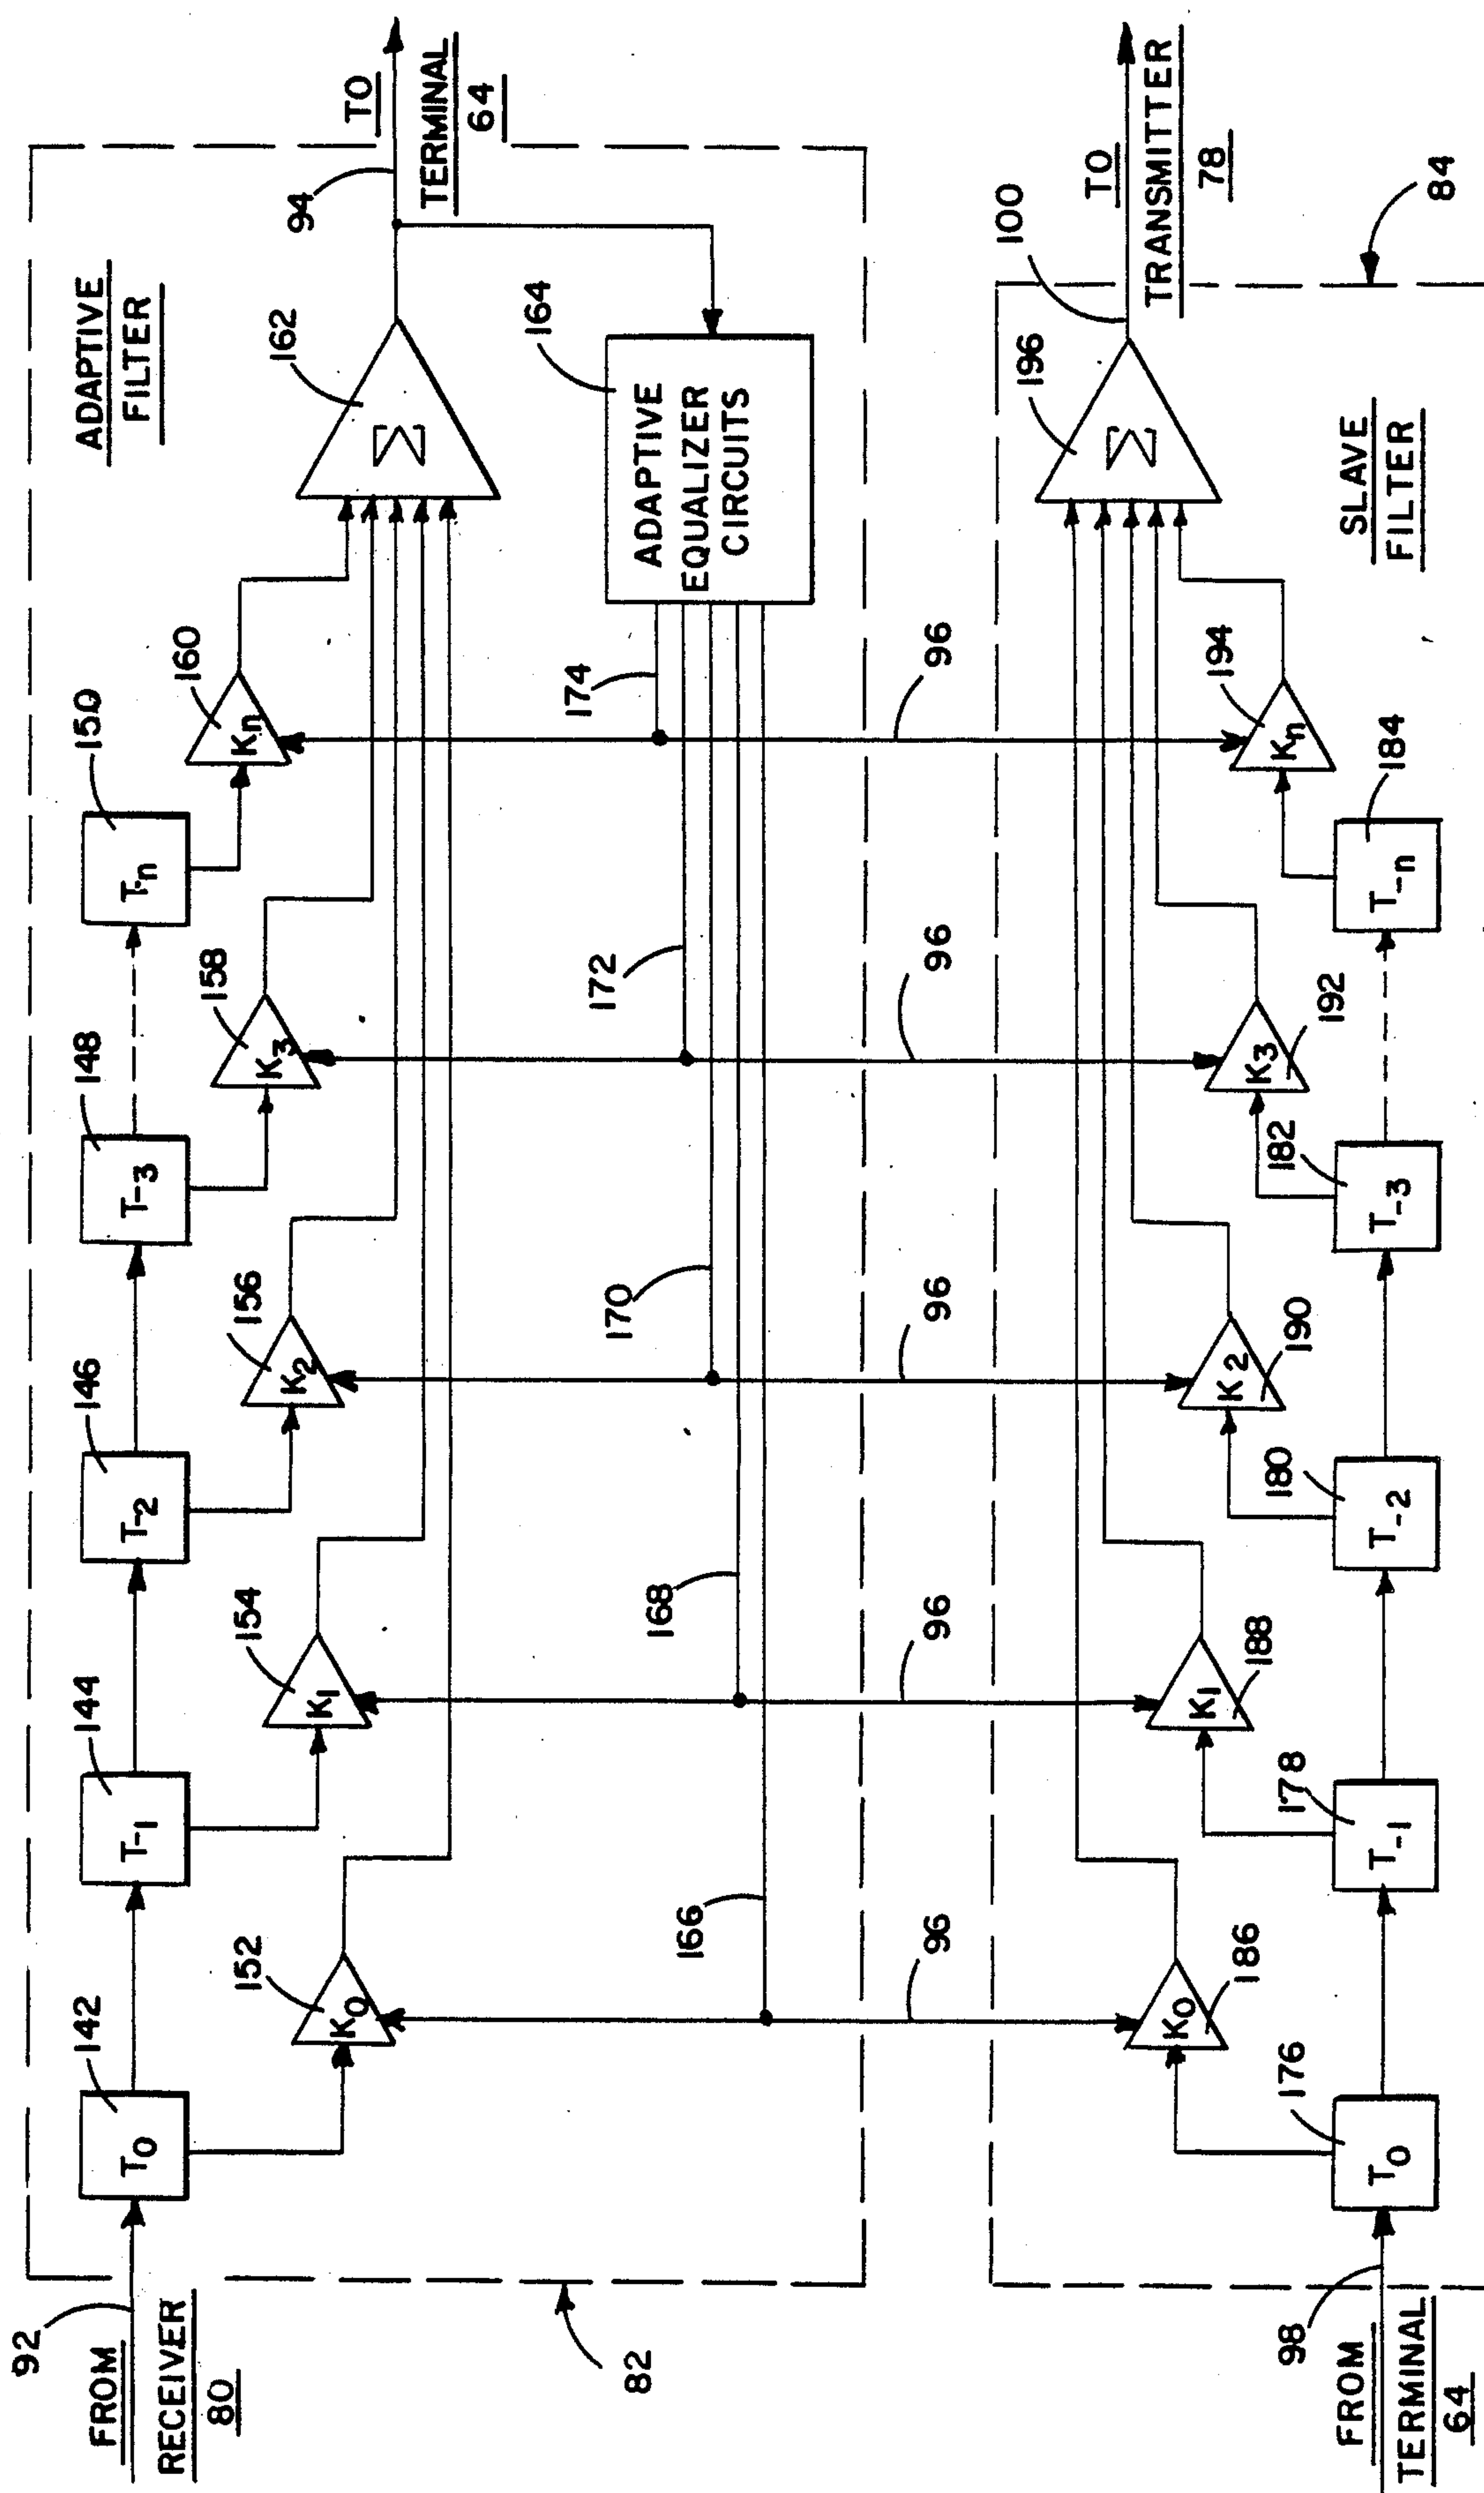 92
FROM
RECEIVER
80
82
142
144
146
148
150
ADAPTIVE
FILTER
T0
T-1
T-2
T-3
T-n
152
154
156
158
160
K0
K1
K2
K3
Kn
162
Σ
94
TO
TERMINAL
64
164
ADAPTIVE
EQUALIZER
CIRCUITS
166
168
170
172
174
96
96
96
96
96
196
Σ
100
TO
TRANSMITTER
78
84
K0
K1
K2
K3
Kn
186
188
190
192
194
176
178
180
182
184
SLAVE
FILTER
98
FROM
TERMINAL
64
T0
T-1
T-2
T-3
T-n